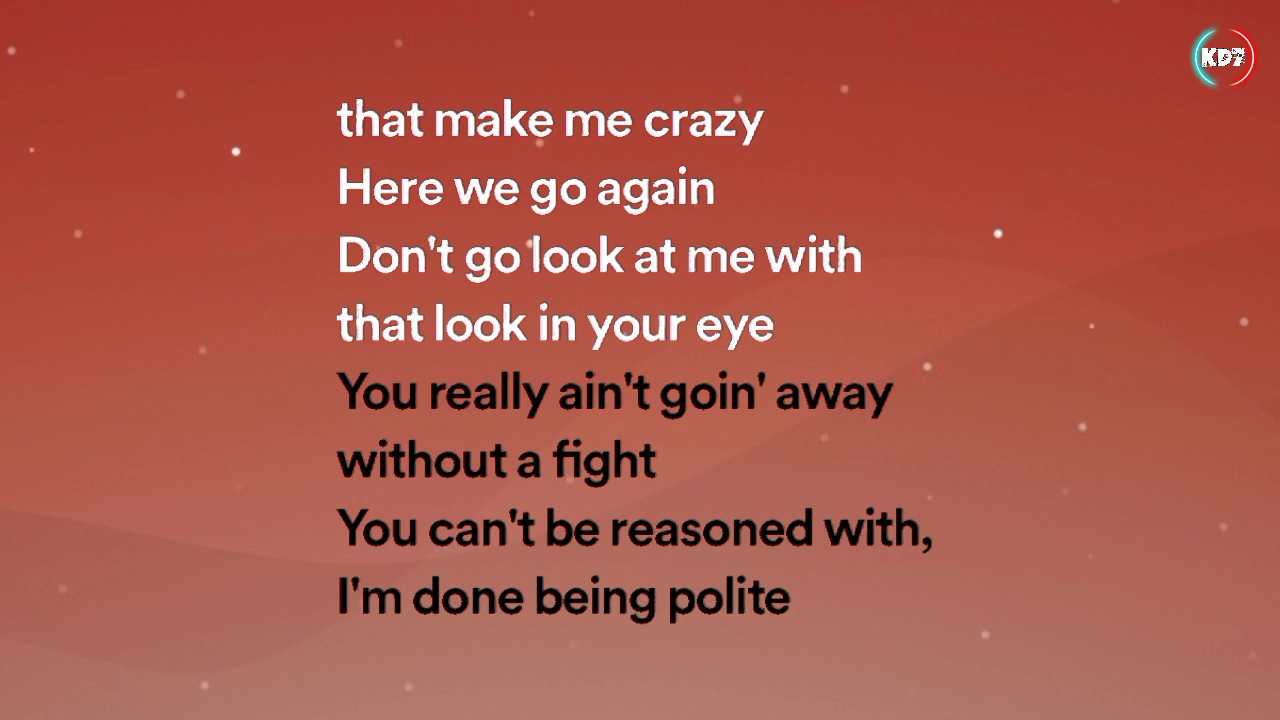 KD7
that make me crazy
Here we go again
Don't go look at me with
that look in your eye
You really ain't goin' away
without a fight
You can't be reasoned with,
I'm done being polite